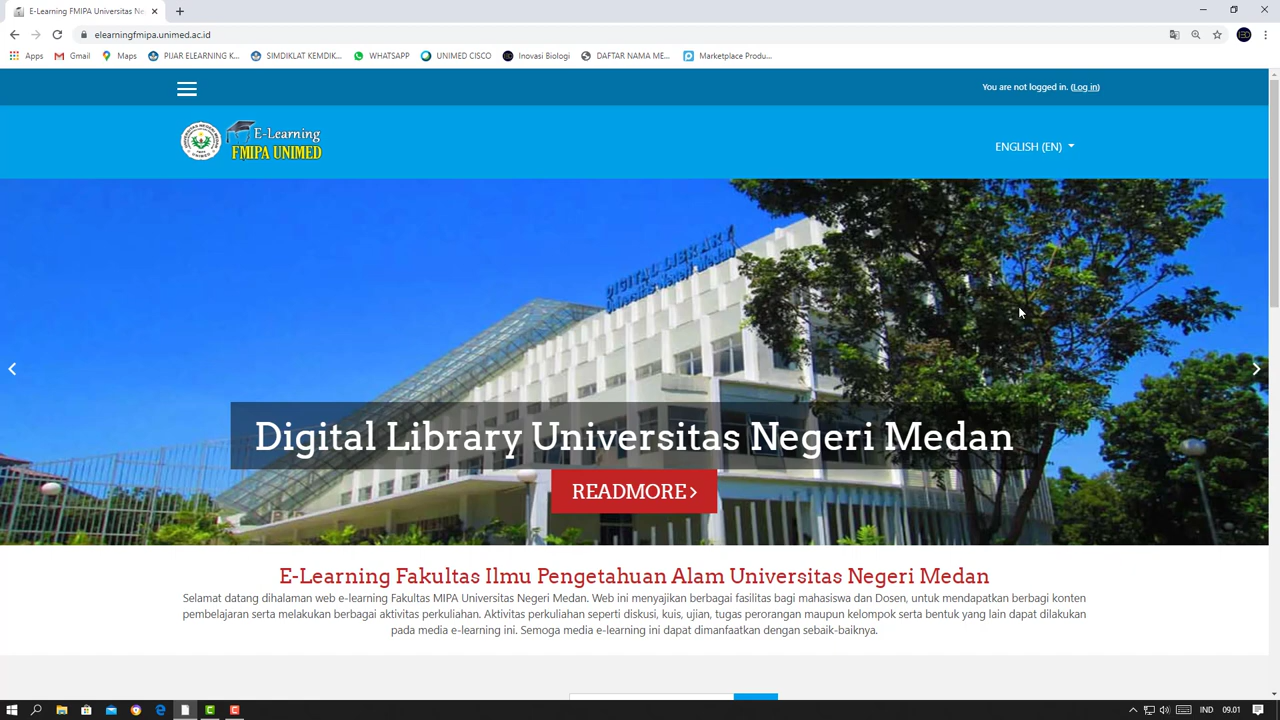 E-Learning FMIPA Universitas Ne
elearningfmipa.unimed.ac.id
Apps
Gmail
Maps
PIJAR ELEARNING K...
SIMDIKLAT KEMDIK...
WHATSAPP
UNIMED CISCO
Inovasi Biologi
DAFTAR NAMA ME...
Marketplace Produ...
You are not logged in. (Log in)
E-Learning
FMIPA UNIMED
ENGLISH (EN)
DIGITAL LIBRARY
Universitas Negeri Medan
Digital Library Universitas Negeri Medan
READMORE
E-Learning Fakultas Ilmu Pengetahuan Alam Universitas Negeri Medan
Selamat datang dihalaman web e-learning Fakultas MIPA Universitas Negeri Medan. Web ini menyajikan berbagai fasilitas bagi mahasiswa dan Dosen, untuk mendapatkan berbagi konten
pembelajaran serta melakukan berbagai aktivitas perkuliahan. Aktivitas perkuliahan seperti diskusi, kuis, ujian, tugas perorangan maupun kelompok serta bentuk yang lain dapat dilakukan
pada media e-learning ini. Semoga media e-learning ini dapat dimanfaatkan dengan sebaik-baiknya.
IND
09.01